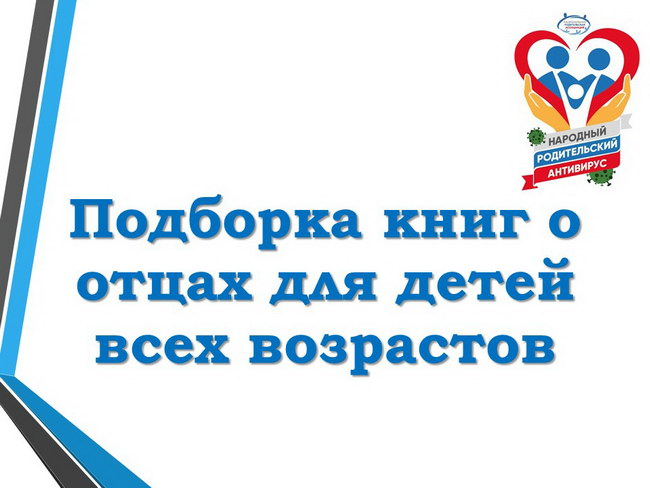 НАРОДНЫЙ
РОДИТЕЛЬСКИЙ
АНТИВИРУС
Подборка книг о
отцах для детей
всех возрастов